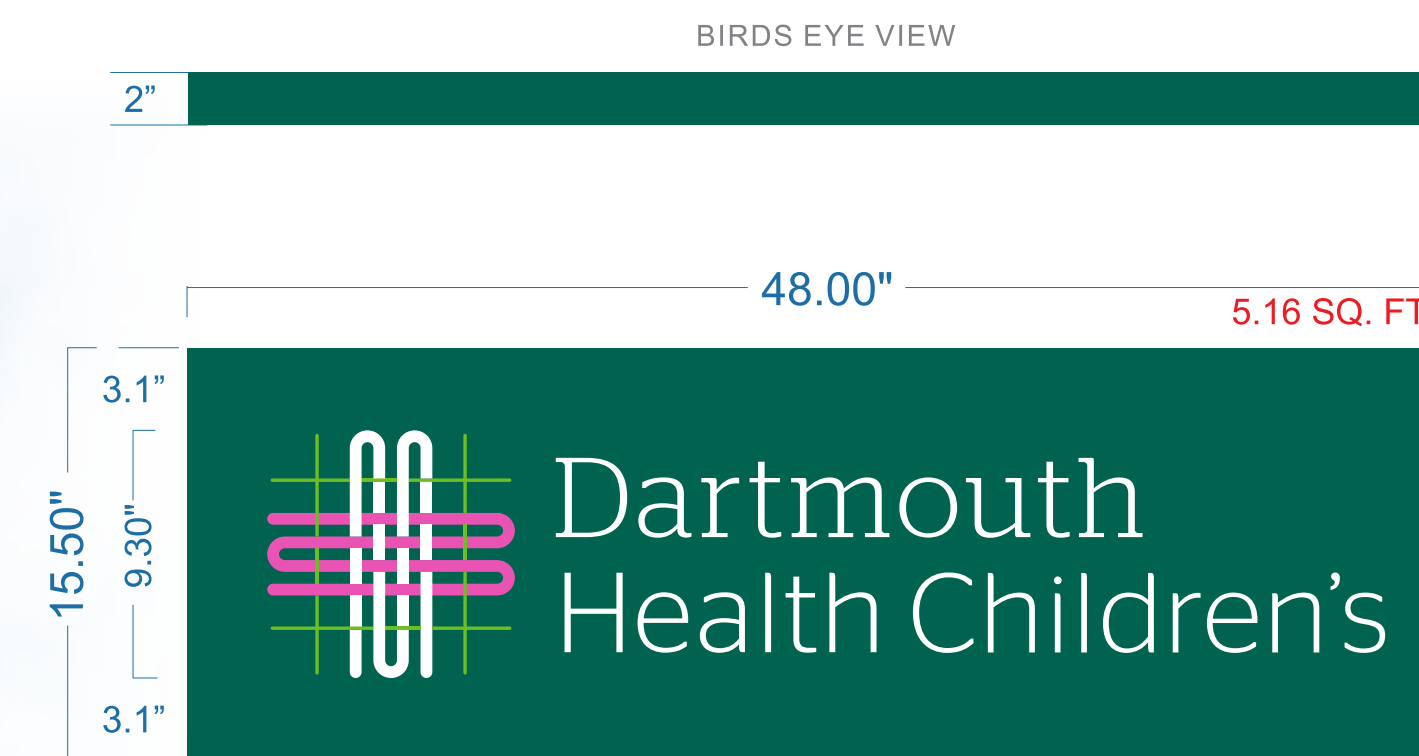 BIRDS EYE VIEW
2”
48.00"
5.16 SQ. FT
3.1”
15.50"
9.30"
Dartmouth
Health Children’s
3.1”